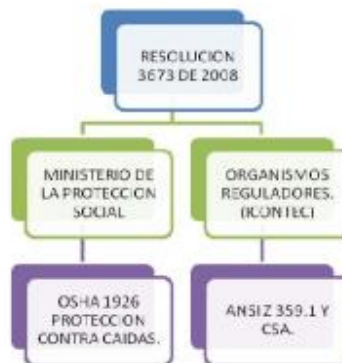 RESOLUCION
3673 DE 2008
MINISTERIO DE
LA PROTECCION
SOCIAL
ORGANISMOS
REGULADORES.
(ICONTEC)
OSHA 1926
PROTECCION
CONTRA CAIDAS.
ANSIZ 359.1 Y
CSA.